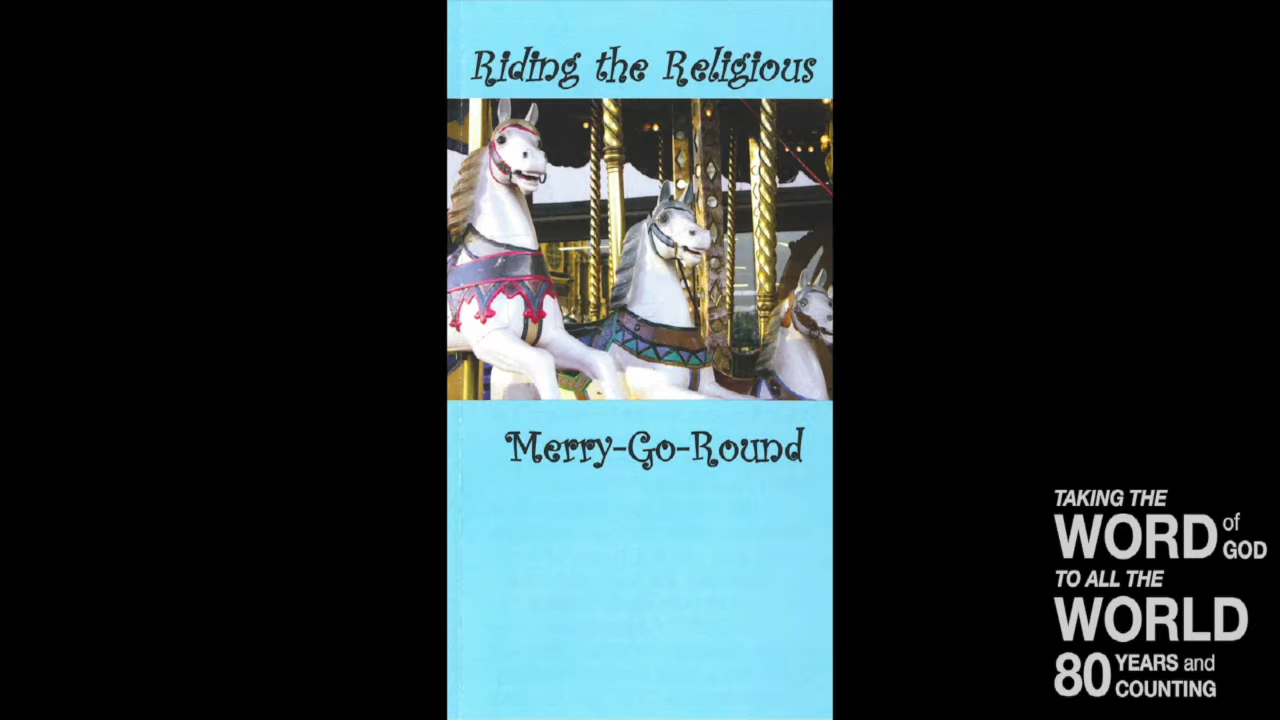 Riding the Religious
Merry-Go-Round
TAKING THE
WORD of GOD
TO ALL THE
WORLD
80 YEARS and
COUNTING